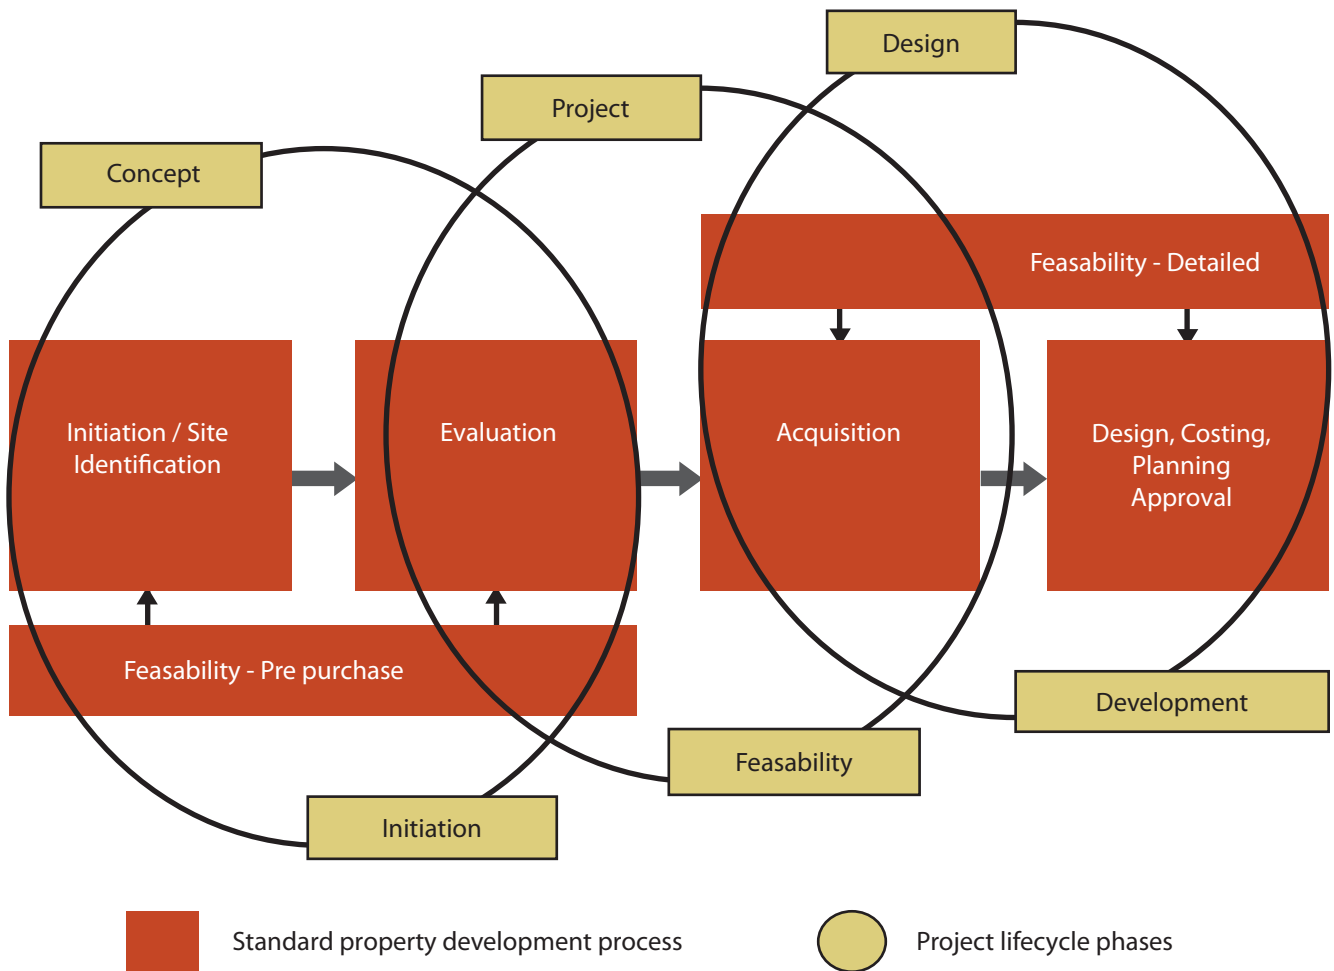 Design
Project
Concept
Feasability - Detailed
Initiation / Site
Identification
Evaluation
Acquisition
Design, Costing,
Planning
Approval
Feasability - Pre purchase
Development
Feasability
Initiation
Standard property development process
Project lifecycle phases